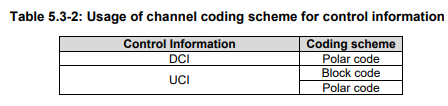 Table 5.3-2: Usage of channel coding scheme for control information
Control Information Coding scheme
DCI Polar code
UCI Block code
Polar code